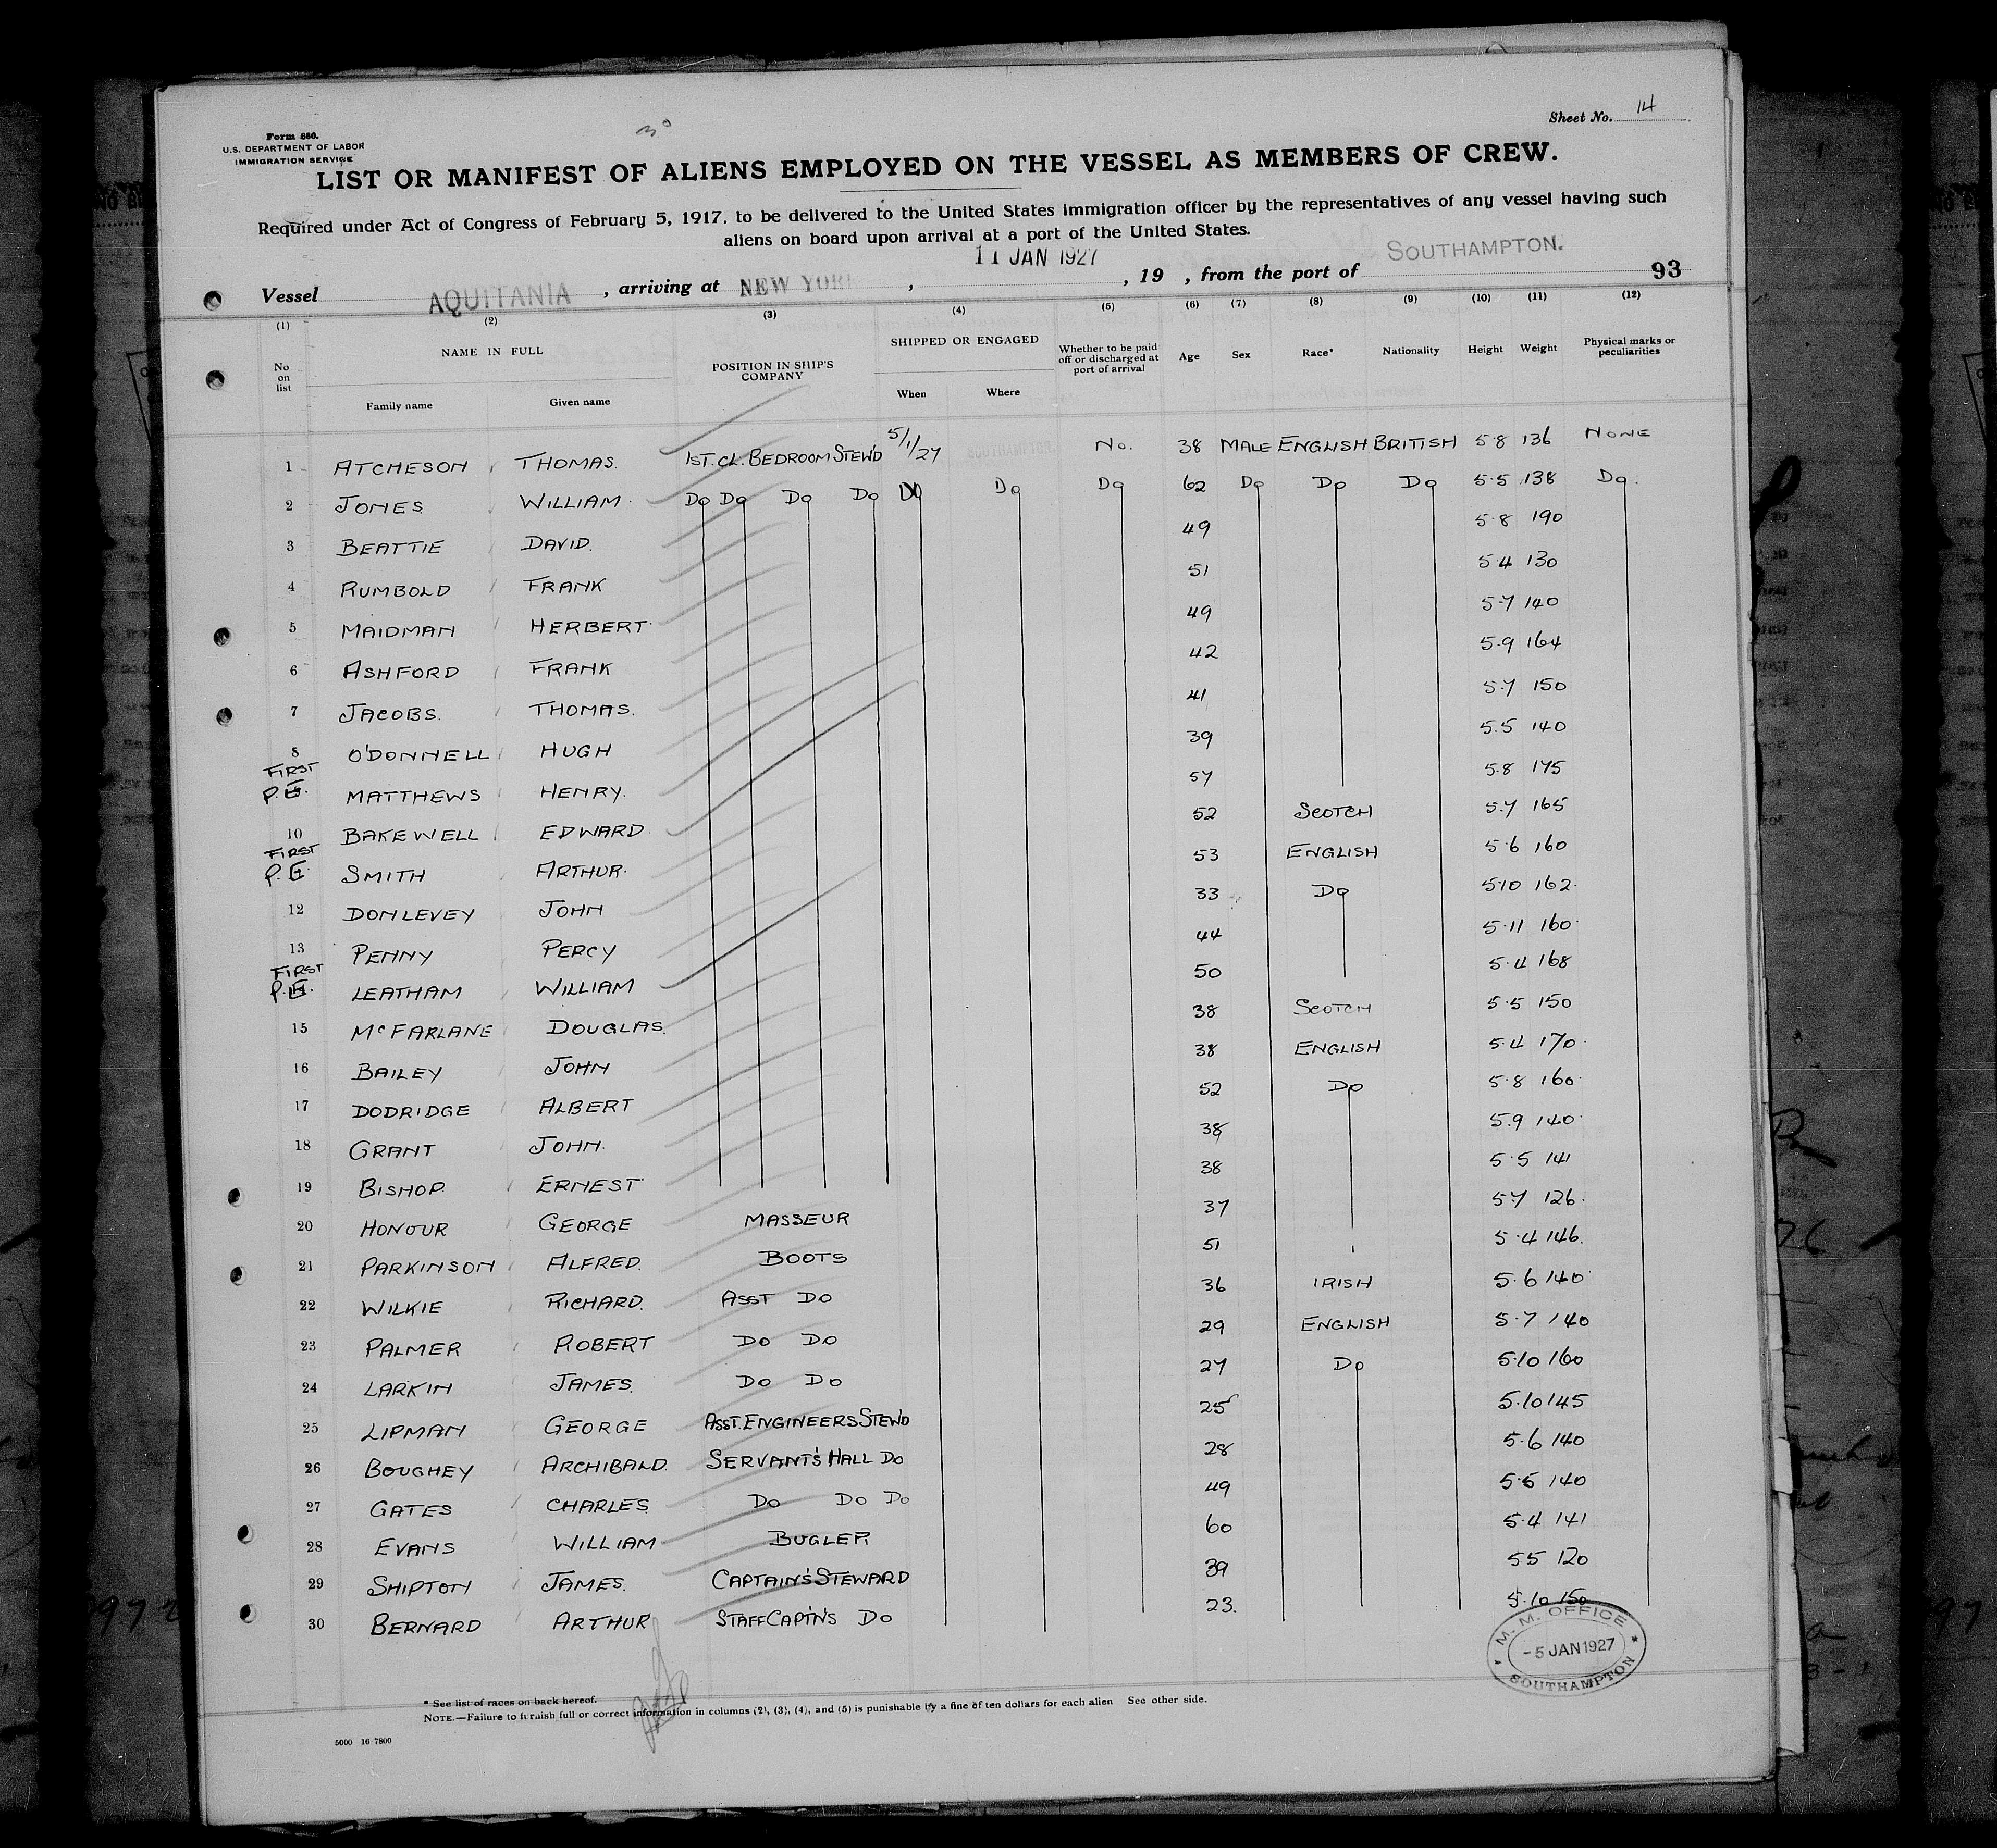 Sheet No. 14
Form 680.
U.S. DEPARTMENT OF LABOR
IMMIGRATION SERVICE
LIST OR MANIFEST OF ALIENS EMPLOYED ON THE VESSEL AS MEMBERS OF CREW.
Required under Act of Congress of February 5, 1917, to be delivered to the United States immigration officer by the representatives of any vessel having such
aliens on board upon arrival at a port of the United States.
Vessel AQUITANIA, arriving at NEW YORK, 11 JAN 1927, 19 , from the port of SOUTHAMPTON. 93
(1) (2) (3) (4) (5) (6) (7) (8) (9) (10) (11) (12)
No on list NAME IN FULL POSITION IN SHIP'S COMPANY SHIPPED OR ENGAGED Whether to be paid off or discharged at port of arrival Age Sex Race* Nationality Height Weight Physical marks or peculiarities
Family name Given name When Where
1 ATCHESON THOMAS. 1ST. CL. BEDROOM STEW'D 5/1/27 SOUTHAMPTON. No. 38 MALE ENGLISH BRITISH 5.8 136 NONE
2 JONES WILLIAM. Do Do Do Do Do Do Do 62 Do Do Do 5.5 138 Do.
3 BEATTIE DAVID. 49 5.8 190
4 RUMBOLD FRANK 51 5.4 130
5 MAIDMAN HERBERT. 49 5.7 140
6 ASHFORD FRANK 42 5.9 164
7 JACOBS. THOMAS. 41 5.7 150
8 O'DONNELL HUGH 39 5.5 140
FIRST P.G. MATTHEWS HENRY. 57 5.8 175
10 BAKEWELL EDWARD. 52 SCOTCH 5.7 165
FIRST P.G. SMITH ARTHUR. 53 ENGLISH 5.6 160
12 DONLEVEY JOHN 33 Do 5.10 162.
13 PENNY PERCY 44 5.11 160.
FIRST P.G. LEATHAM WILLIAM 50 5.4 168
15 McFARLANE DOUGLAS. 38 SCOTCH 5.5 150
16 BAILEY JOHN 38 ENGLISH 5.4 170.
17 DODRIDGE ALBERT 52 Do 5.8 160.
18 GRANT JOHN. 38 5.9 140.
19 BISHOP. ERNEST 38 5.5 141
20 HONOUR GEORGE MASSEUR 37 5.7 126.
21 PARKINSON ALFRED. BOOTS 51 5.4 146.
22 WILKIE RICHARD. ASST Do 36 IRISH 5.6 140
23 PALMER ROBERT Do Do 29 ENGLISH 5.7 140
24 LARKIN JAMES. Do Do 27 Do 5.10 160
25 LIPMAN GEORGE ASST. ENGINEERS STEW'D 25 5.10 145
26 BOUGHEY ARCHIBALD. SERVANT'S HALL Do 28 5.6 140
27 GATES CHARLES. Do Do Do 49 5.5 140
28 EVANS WILLIAM BUGLER 60 5.4 141
29 SHIPTON JAMES. CAPTAIN'S STEWARD 39 5.5 120
30 BERNARD ARTHUR STAFF CAPT'N'S Do 23. 5.10 150
M. M. OFFICE
-5 JAN 1927
SOUTHAMPTON
* See list of races on back hereof.
NOTE.—Failure to furnish full or correct information in columns (2), (3), (4), and (5) is punishable by a fine of ten dollars for each alien See other side.
5000 16-7800